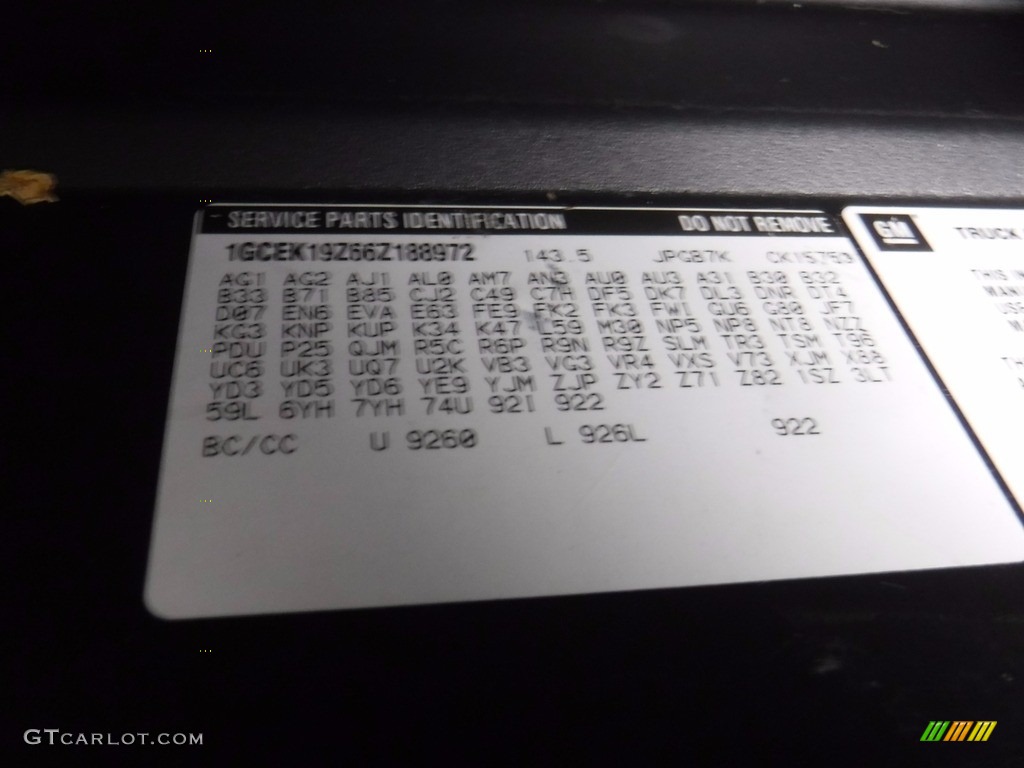 SERVICE PARTS IDENTIFICATION DO NOT REMOVE
1GCEK19Z66Z188972 143.5 JPGB7K CK15753
AG1 AG2 AJ1 AL0 AM7 AN3 AU0 AU3 A31 B30 B32
B33 B71 B85 CJ2 C49 C7H DF5 DK7 DL3 DNR DT4
D07 EN6 EVA E63 FE9 FK2 FK3 FW1 GU6 G80 JF7
KG3 KNP KUP K34 K47 L59 M30 NP5 NP8 NT8 NZZ
PDU P25 QJM R5C R6P R9N R9Z SLM TR3 TSM T96
UC6 UK3 UQ7 U2K VB3 VG3 VR4 VXS V73 XJM X88
YD3 YD5 YD6 YE9 YJM ZJP ZY2 Z71 Z82 1SZ 3LT
59L 6YH 7YH 74U 92I 922
BC/CC U 9260 L 926L 922
GM TRUCK
THIS
MAN
USE
M
TH
GTCARLOT.COM